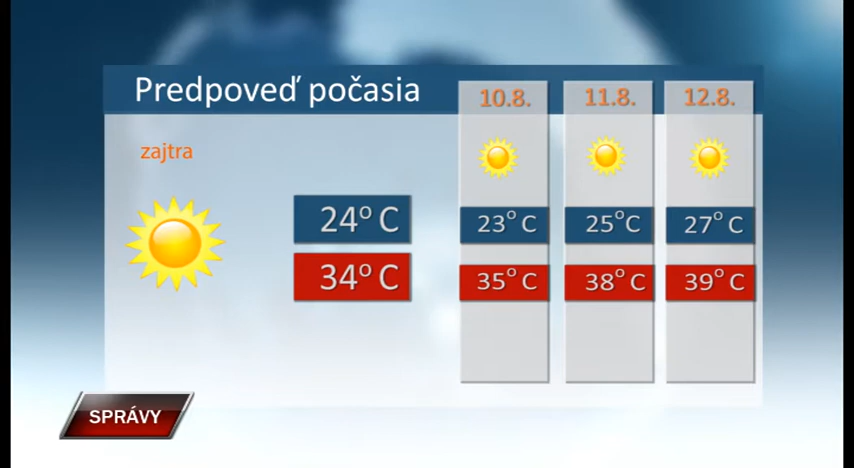 Predpoveď počasia
zajtra
24° C
34° C
10.8. 11.8. 12.8.
23° C 25°C 27° C
35° C 38° C 39° C
SPRÁVY